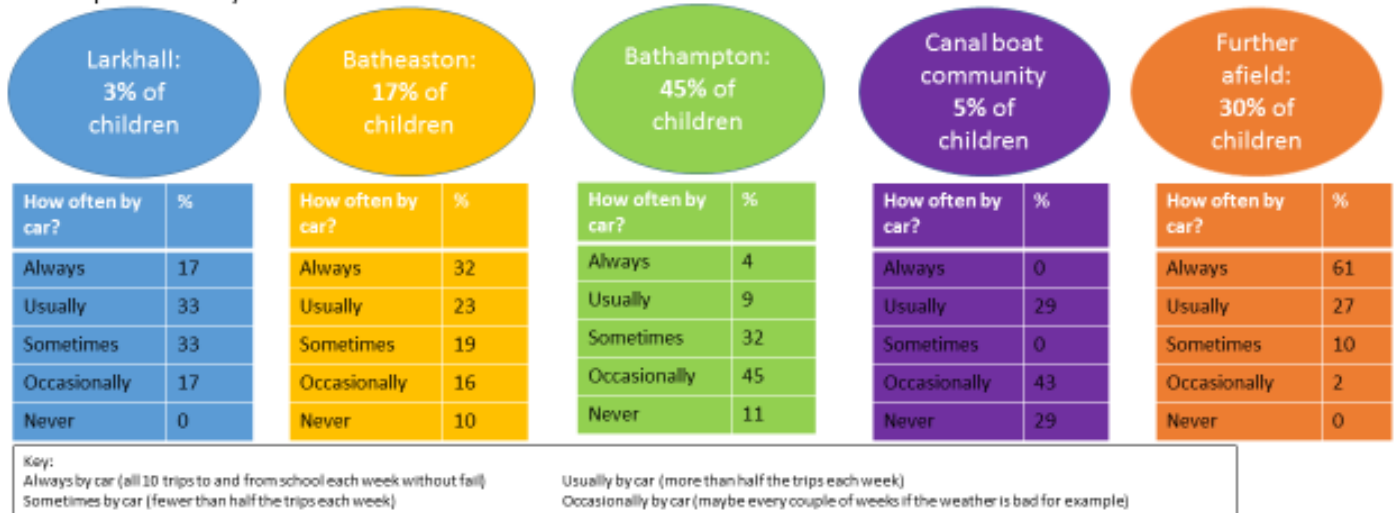 Larkhall:
3% of
children
Batheaston:
17% of
children
Bathampton:
45% of
children
Canal boat
community
5% of
children
Further
afield:
30% of
children
How often by
car?
%
Always 17
Usually 33
Sometimes 33
Occasionally 17
Never 0
How often by
car?
%
Always 32
Usually 23
Sometimes 19
Occasionally 16
Never 10
How often by
car?
%
Always 4
Usually 9
Sometimes 32
Occasionally 45
Never 11
How often by
car?
%
Always 0
Usually 29
Sometimes 0
Occasionally 43
Never 29
How often by
car?
%
Always 61
Usually 27
Sometimes 10
Occasionally 2
Never 0
Key:
Always by car (all 10 trips to and from school each week without fail)
Usually by car (more than half the trips each week)
Sometimes by car (fewer than half the trips each week)
Occasionally by car (maybe every couple of weeks if the weather is bad for example)